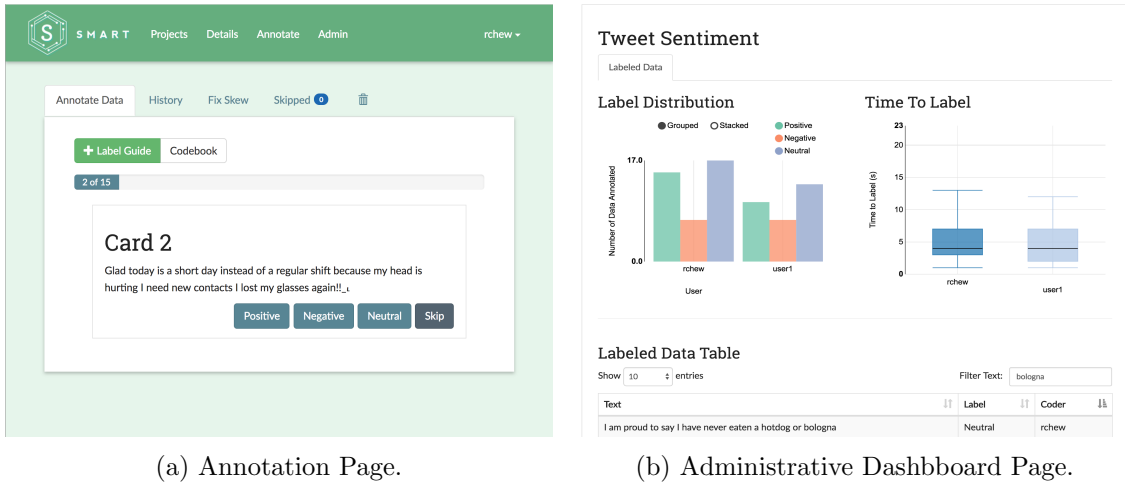 S SMART Projects Details Annotate Admin rchew
Annotate Data History Fix Skew Skipped 0
+ Label Guide Codebook
2 of 15
Card 2
Glad today is a short day instead of a regular shift because my head is
hurting I need new contacts I lost my glasses again!!_
Positive Negative Neutral Skip
(a) Annotation Page.
Tweet Sentiment
Labeled Data
Label Distribution
Grouped Stacked Positive
Negative
Neutral
17.0
Number of Data Annotated
0.0
rchew user1
User
Time To Label
23
20
15
Time to Label (s)
10
5
0
rchew
user1
Labeled Data Table
Show 10 entries Filter Text: bologna
Text Label Coder
I am proud to say I have never eaten a hotdog or bologna Neutral rchew
(b) Administrative Dashbboard Page.